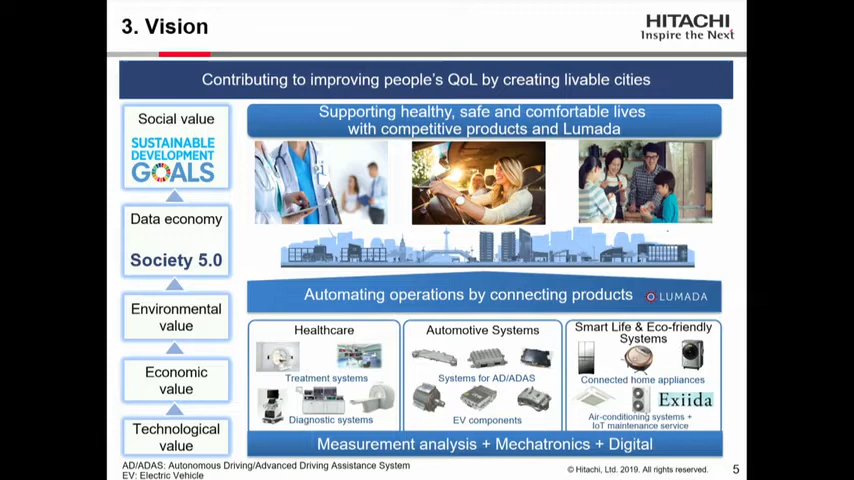 3. Vision
HITACHI
Inspire the Next
Contributing to improving people's QoL by creating livable cities
Social value
SUSTAINABLE
DEVELOPMENT
GOALS
Data economy
Society 5.0
Environmental
value
Economic
value
Technological
value
Supporting healthy, safe and comfortable lives
with competitive products and Lumada
Automating operations by connecting products
LUMADA
Healthcare
Treatment systems
Diagnostic systems
Automotive Systems
Systems for AD/ADAS
EV components
Smart Life & Eco-friendly
Systems
Connected home appliances
Exiida
Air-conditioning systems +
IoT maintenance service
Measurement analysis + Mechatronics + Digital
AD/ADAS: Autonomous Driving/Advanced Driving Assistance System
EV: Electric Vehicle
© Hitachi, Ltd. 2019. All rights reserved.
5